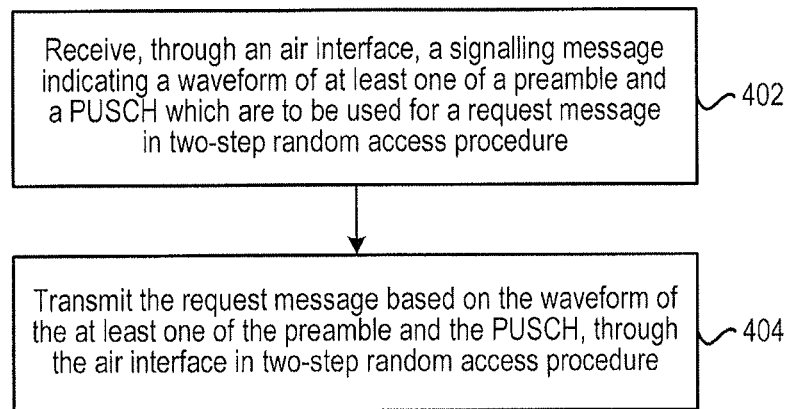 Receive, through an air interface, a signalling message
indicating a waveform of at least one of a preamble and
a PUSCH which are to be used for a request message
in two-step random access procedure
402
Transmit the request message based on the waveform of
the at least one of the preamble and the PUSCH, through
the air interface in two-step random access procedure
404